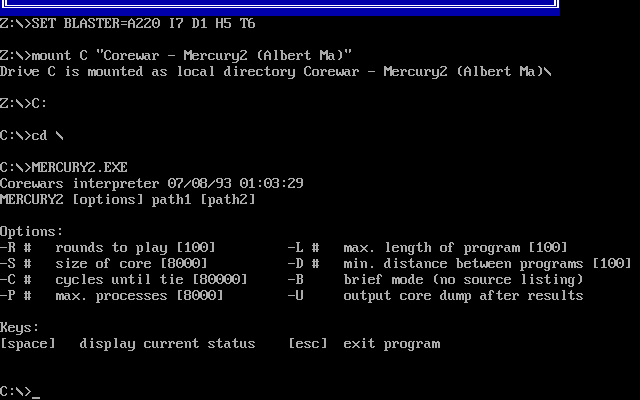 Z:\>SET BLASTER=A220 I7 D1 H5 T6
Z:\>mount C "Corewar - Mercury2 (Albert Ma)"
Drive C is mounted as local directory Corewar - Mercury2 (Albert Ma)\
Z:\>C:
C:\>cd \
C:\>MERCURY2.EXE
Corewars interpreter 07/08/93 01:03:29
MERCURY2 [options] path1 [path2]
Options:
-R #   rounds to play [100]          -L #   max. length of program [100]
-S #   size of core [8000]           -D #   min. distance between programs [100]
-C #   cycles until tie [80000]      -B     brief mode (no source listing)
-P #   max. processes [8000]         -U     output core dump after results
Keys:
[space]   display current status    [esc]  exit program
C:\>_